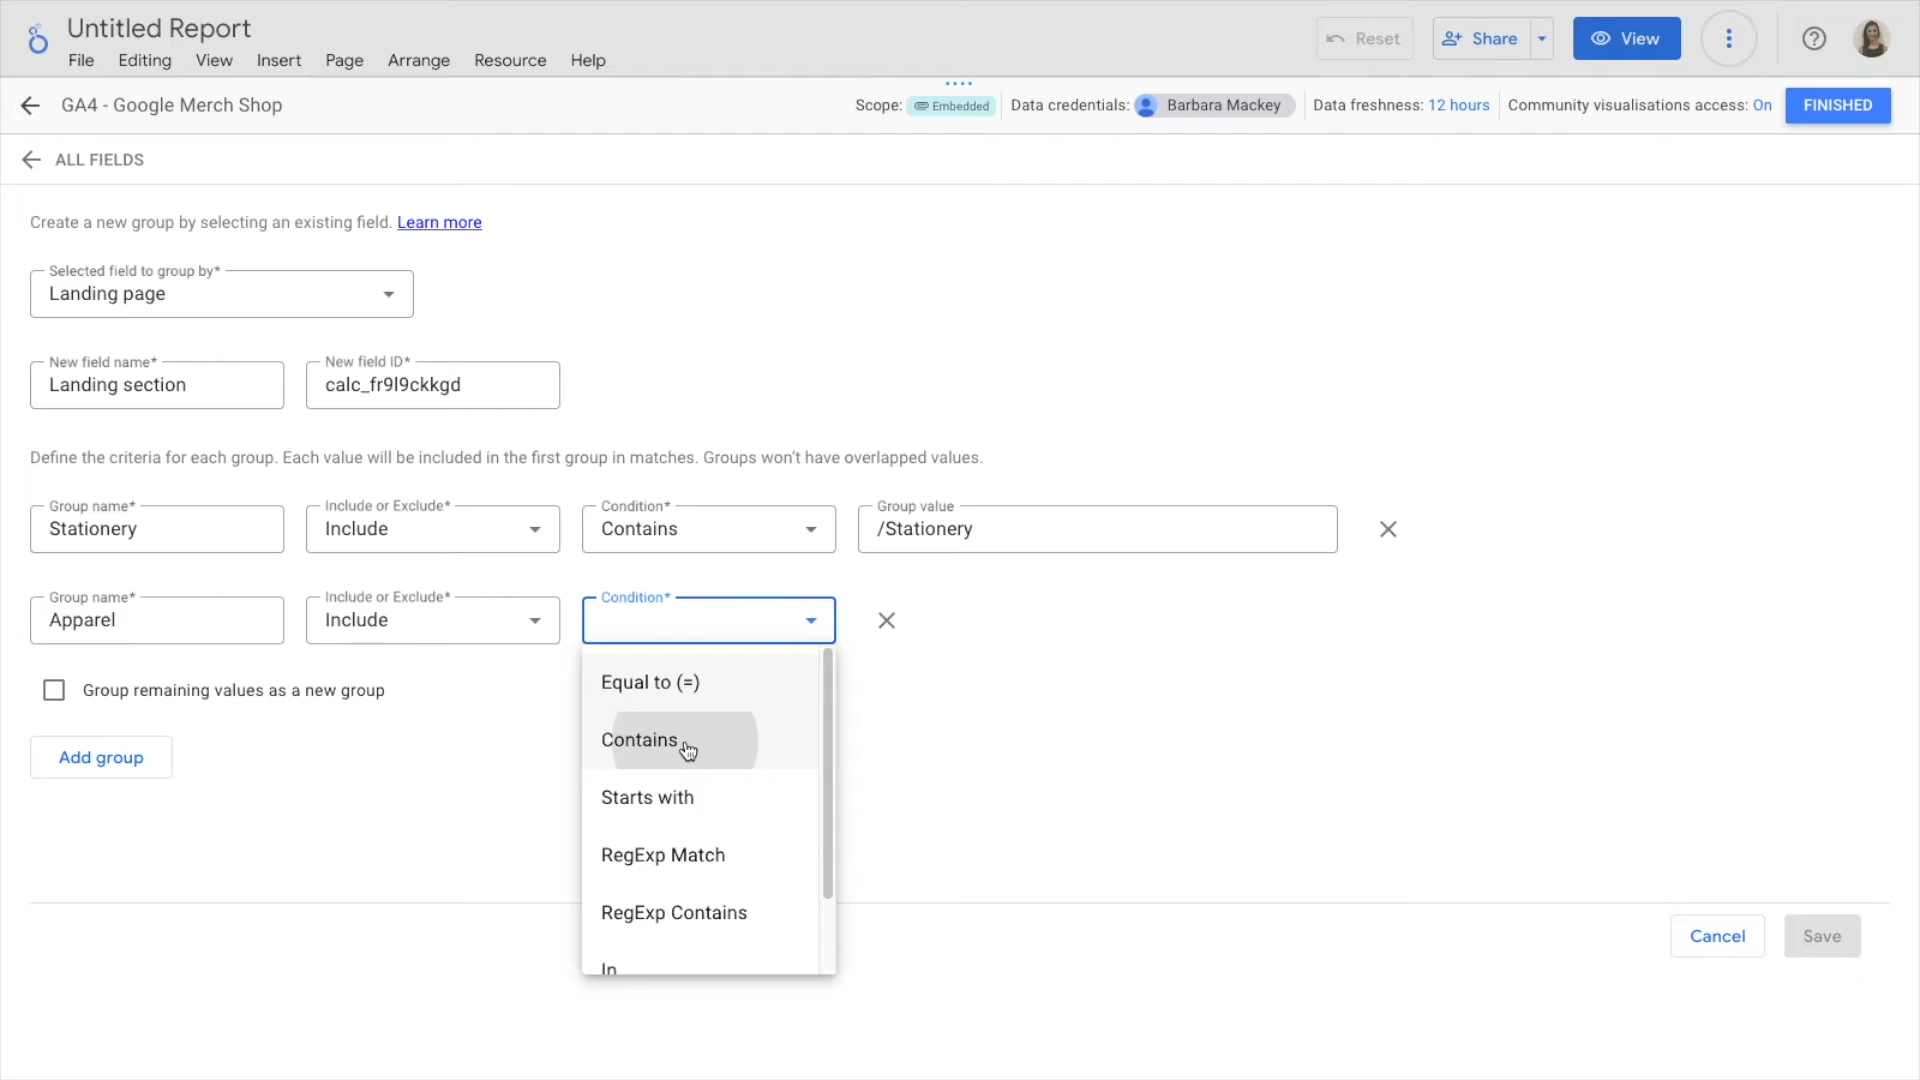 Untitled Report
File Editing View Insert Page Arrange Resource Help
Reset Share View
GA4 - Google Merch Shop
Scope: Embedded Data credentials: Barbara Mackey Data freshness: 12 hours Community visualisations access: On FINISHED
ALL FIELDS
Create a new group by selecting an existing field. Learn more
Selected field to group by*
Landing page
New field name* New field ID*
Landing section calc_fr9l9ckkgd
Define the criteria for each group. Each value will be included in the first group in matches. Groups won't have overlapped values.
Group name* Include or Exclude* Condition* Group value
Stationery Include Contains /Stationery
Group name* Include or Exclude* Condition*
Apparel Include
Equal to (=)
Group remaining values as a new group
Contains
Add group
Starts with
RegExp Match
RegExp Contains
Cancel Save
In